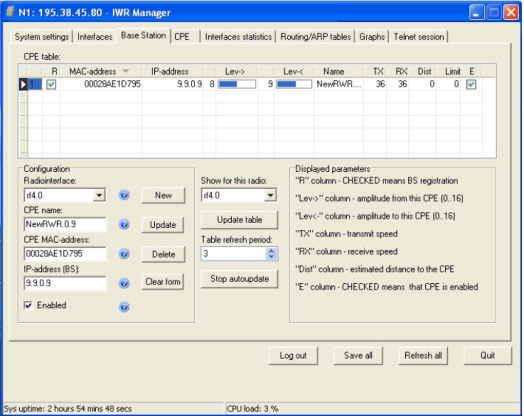 N1: 195.38.45.80 - IWR Manager
System settings Interfaces Base Station CPE Interfaces statistics Routing/ARP tables Graphs Telnet session
CPE table:
R MAC-address IP-address Lev-> Lev-< Name TX RX Dist Limit E
1 00028AE1D795 9.9.0.9 8 9 NewRWR.... 36 36 0 0
Configuration
Radiointerface:
rf4.0
New
CPE name:
NewRWR.0.9
Update
CPE MAC-address:
00028AE1D795
Delete
IP-address (BS):
9.9.0.9
Clear form
Enabled
Show for this radio:
rf4.0
Update table
Table refresh period:
3
Stop autoupdate
Displayed parameters
"R" column - CHECKED means BS registration
"Lev->" column - amplitude from this CPE (0..16)
"Lev<-" column - amplitude to this CPE (0..16)
"TX" column - transmit speed
"RX" column - receive speed
"Dist" column - estimated distance to the CPE
"E" column - CHECKED means that CPE is enabled
Log out Save all Refresh all Quit
Sys uptime: 2 hours 54 mins 48 secs CPU load: 3 %